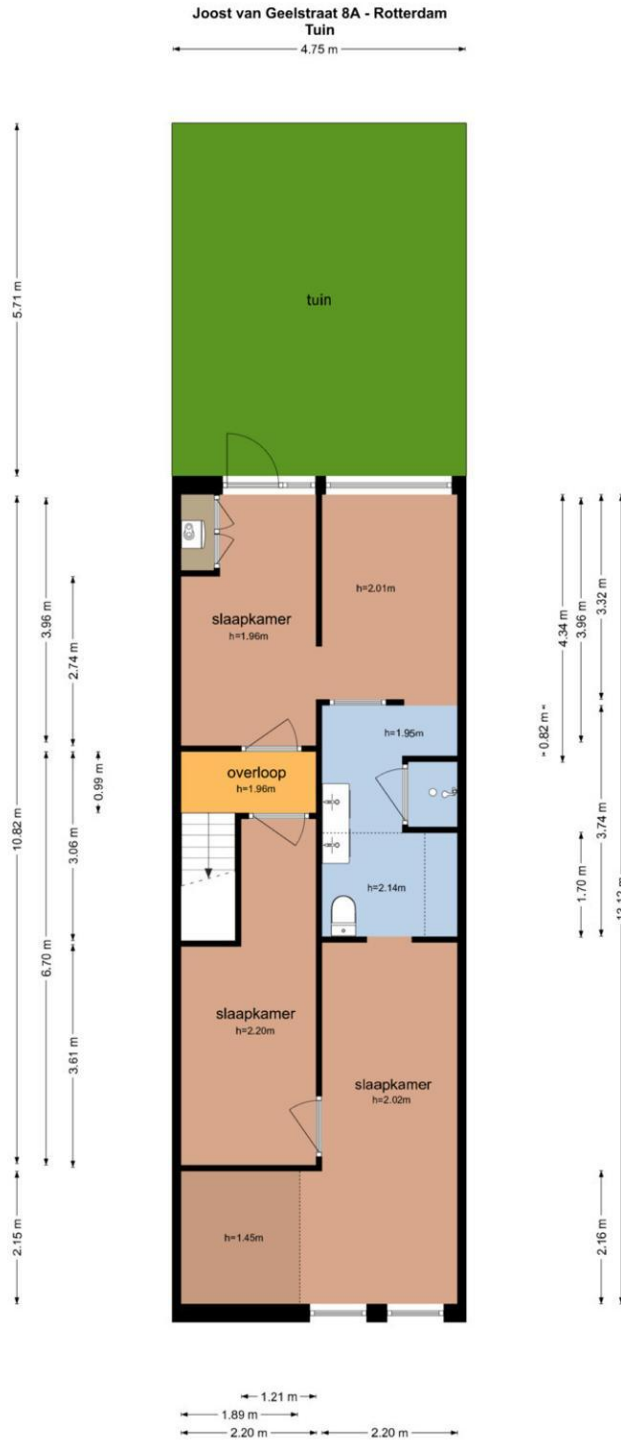 Joost van Geelstraat 8A - Rotterdam
Tuin
4.75 m
5.71 m
tuin
h=2.01m
slaapkamer
h=1.96m
3.96 m
2.74 m
4.34 m
3.96 m
3.32 m
h=1.95m
0.82 m
overloop
h=1.96m
0.99 m
10.82 m
3.06 m
3.74 m
1.70 m
h=2.14m
13.12 m
6.70 m
3.61 m
slaapkamer
h=2.20m
slaapkamer
h=2.02m
2.15 m
h=1.45m
2.16 m
1.21 m
1.89 m
2.20 m
2.20 m